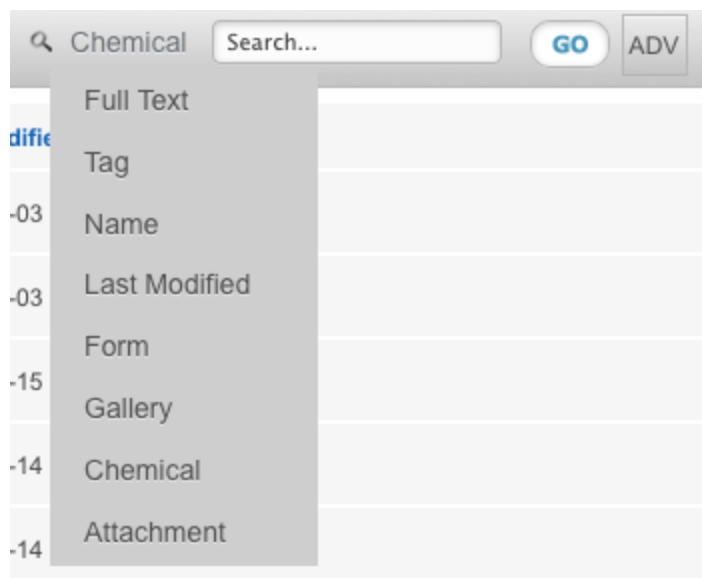 Chemical Search... GO ADV
Full Text
Tag
-03
Name
Last Modified
-03
Form
-15
Gallery
-14
Chemical
Attachment
-14